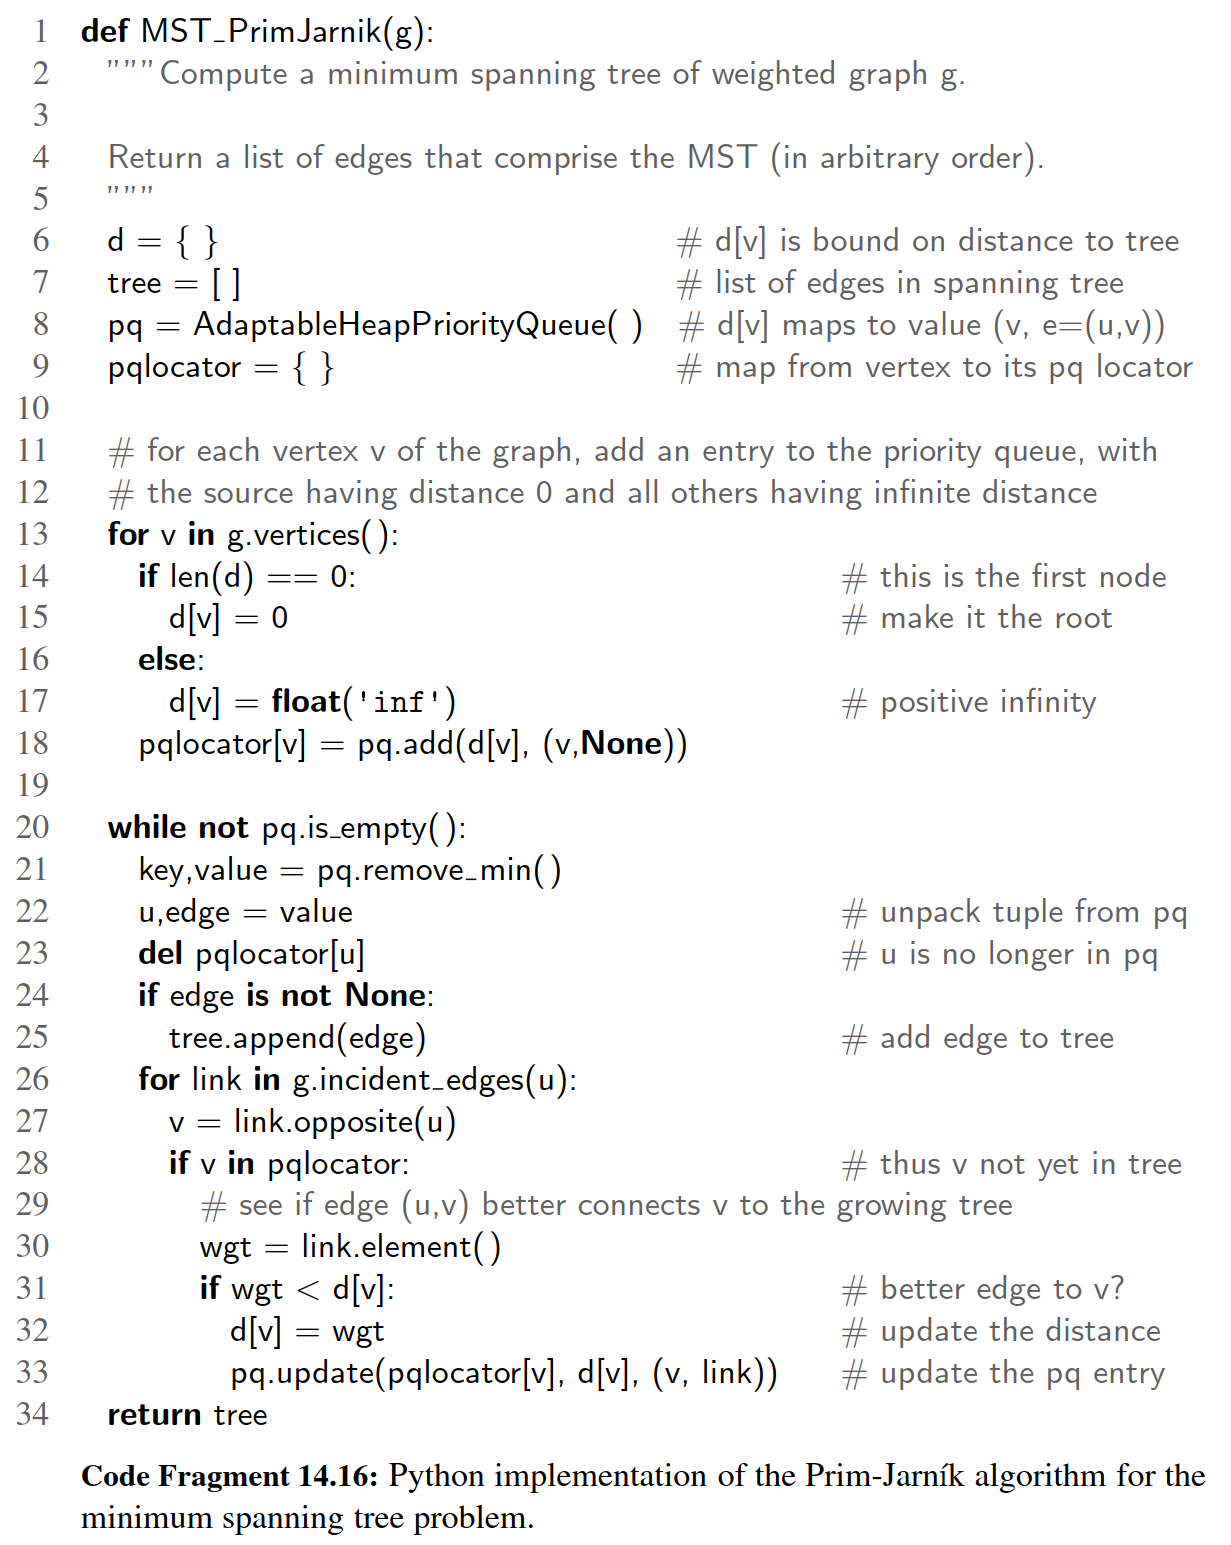 1 def MST_PrimJarnik(g):
2 """Compute a minimum spanning tree of weighted graph g.
3
4 Return a list of edges that comprise the MST (in arbitrary order).
5 """
6 d = { } # d[v] is bound on distance to tree
7 tree = [ ] # list of edges in spanning tree
8 pq = AdaptableHeapPriorityQueue( ) # d[v] maps to value (v, e=(u,v))
9 pqlocator = { } # map from vertex to its pq locator
10
11 # for each vertex v of the graph, add an entry to the priority queue, with
12 # the source having distance 0 and all others having infinite distance
13 for v in g.vertices( ):
14 if len(d) == 0: # this is the first node
15 d[v] = 0 # make it the root
16 else:
17 d[v] = float('inf') # positive infinity
18 pqlocator[v] = pq.add(d[v], (v,None))
19
20 while not pq.is_empty( ):
21 key,value = pq.remove_min( )
22 u,edge = value # unpack tuple from pq
23 del pqlocator[u] # u is no longer in pq
24 if edge is not None:
25 tree.append(edge) # add edge to tree
26 for link in g.incident_edges(u):
27 v = link.opposite(u)
28 if v in pqlocator: # thus v not yet in tree
29 # see if edge (u,v) better connects v to the growing tree
30 wgt = link.element( )
31 if wgt < d[v]: # better edge to v?
32 d[v] = wgt # update the distance
33 pq.update(pqlocator[v], d[v], (v, link)) # update the pq entry
34 return tree
Code Fragment 14.16: Python implementation of the Prim-Jarník algorithm for the
minimum spanning tree problem.